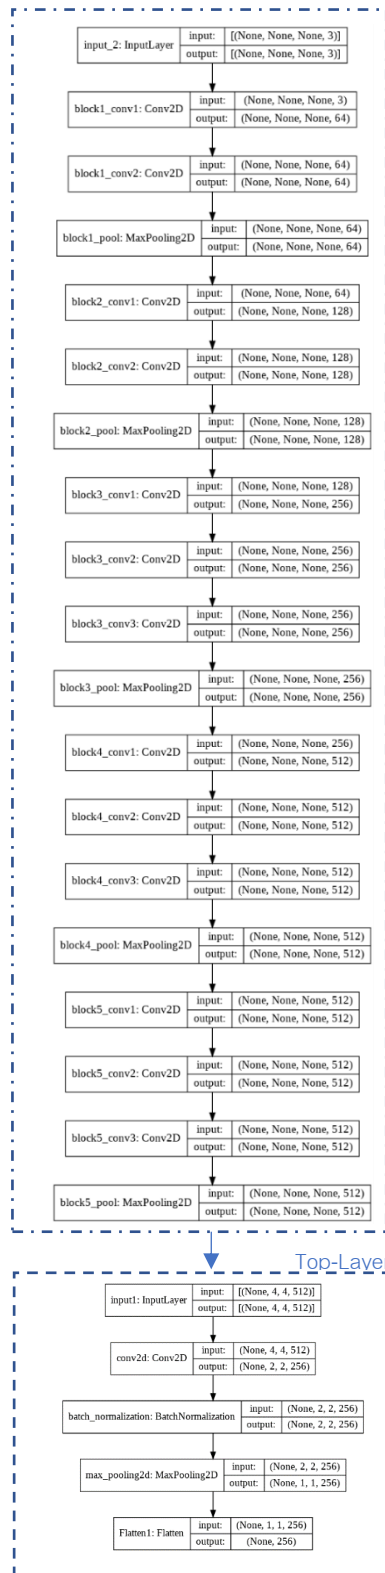 input_2: InputLayer
input: [(None, None, None, 3)]
output: [(None, None, None, 3)]
block1_conv1: Conv2D
input: (None, None, None, 3)
output: (None, None, None, 64)
block1_conv2: Conv2D
input: (None, None, None, 64)
output: (None, None, None, 64)
block1_pool: MaxPooling2D
input: (None, None, None, 64)
output: (None, None, None, 64)
block2_conv1: Conv2D
input: (None, None, None, 64)
output: (None, None, None, 128)
block2_conv2: Conv2D
input: (None, None, None, 128)
output: (None, None, None, 128)
block2_pool: MaxPooling2D
input: (None, None, None, 128)
output: (None, None, None, 128)
block3_conv1: Conv2D
input: (None, None, None, 128)
output: (None, None, None, 256)
block3_conv2: Conv2D
input: (None, None, None, 256)
output: (None, None, None, 256)
block3_conv3: Conv2D
input: (None, None, None, 256)
output: (None, None, None, 256)
block3_pool: MaxPooling2D
input: (None, None, None, 256)
output: (None, None, None, 256)
block4_conv1: Conv2D
input: (None, None, None, 256)
output: (None, None, None, 512)
block4_conv2: Conv2D
input: (None, None, None, 512)
output: (None, None, None, 512)
block4_conv3: Conv2D
input: (None, None, None, 512)
output: (None, None, None, 512)
block4_pool: MaxPooling2D
input: (None, None, None, 512)
output: (None, None, None, 512)
block5_conv1: Conv2D
input: (None, None, None, 512)
output: (None, None, None, 512)
block5_conv2: Conv2D
input: (None, None, None, 512)
output: (None, None, None, 512)
block5_conv3: Conv2D
input: (None, None, None, 512)
output: (None, None, None, 512)
block5_pool: MaxPooling2D
input: (None, None, None, 512)
output: (None, None, None, 512)
Top-Layer
input1: InputLayer
input: [(None, 4, 4, 512)]
output: [(None, 4, 4, 512)]
conv2d: Conv2D
input: (None, 4, 4, 512)
output: (None, 2, 2, 256)
batch_normalization: BatchNormalization
input: (None, 2, 2, 256)
output: (None, 2, 2, 256)
max_pooling2d: MaxPooling2D
input: (None, 2, 2, 256)
output: (None, 1, 1, 256)
Flatten1: Flatten
input: (None, 1, 1, 256)
output: (None, 256)